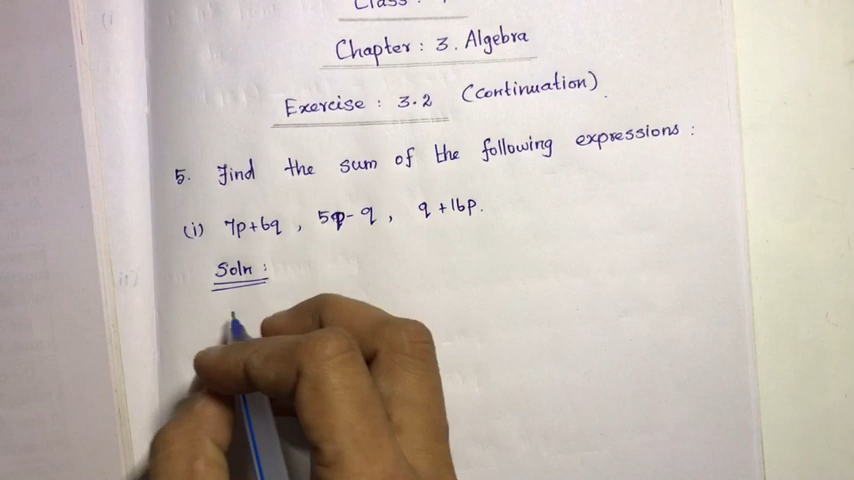 Chapter : 3. Algebra
Exercise : 3.2 (Continuation)
5. Find the sum of the following expressions :
(i) 7p+6q , 5p-q , q+16p.
Soln :